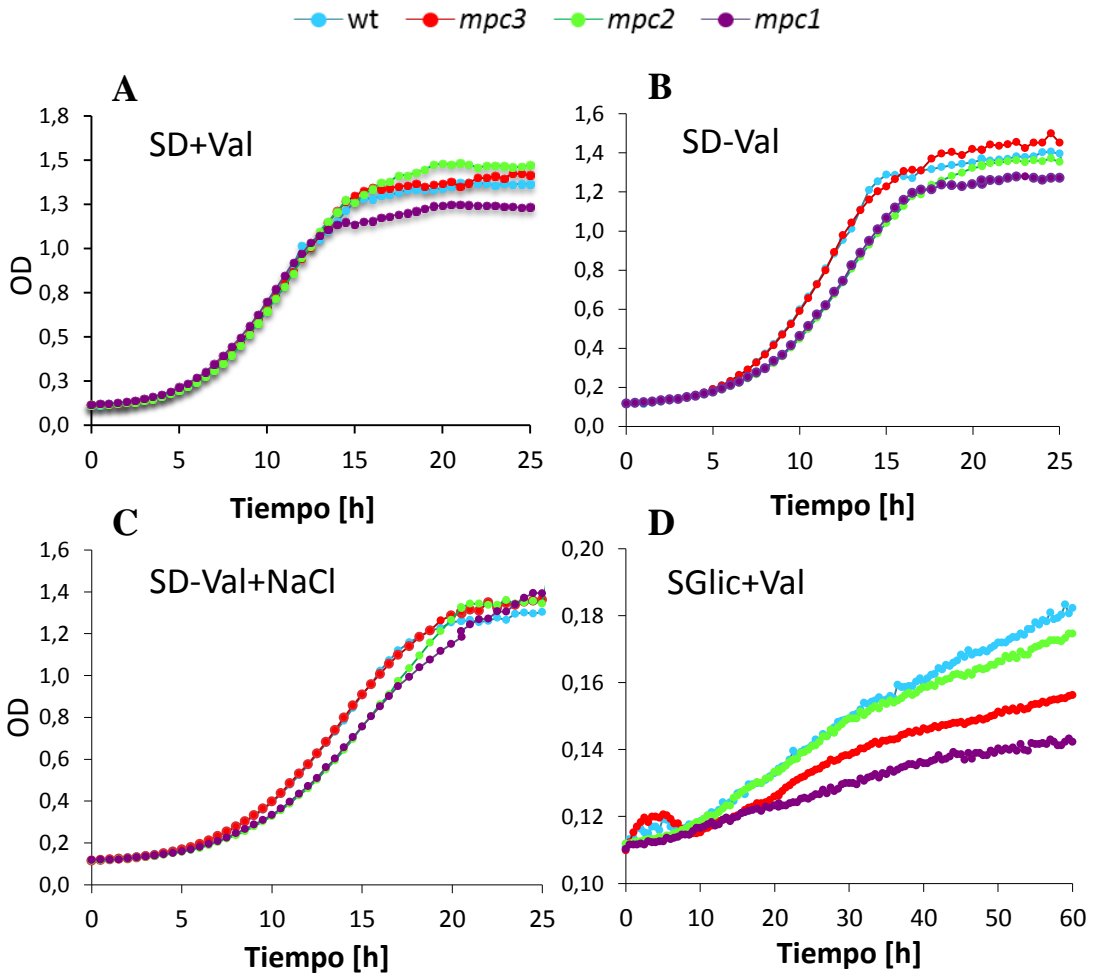 wt mpc3 mpc2 mpc1
A
SD+Val
OD
1,8
1,5
1,3
1,0
0,8
0,5
0,3
0,0
0 5 10 15 20 25
Tiempo [h]
B
SD-Val
1,6
1,4
1,2
1,0
0,8
0,6
0,4
0,2
0,0
0 5 10 15 20 25
Tiempo [h]
C
SD-Val+NaCl
OD
1,6
1,4
1,2
1,0
0,8
0,6
0,4
0,2
0,0
0 5 10 15 20 25
Tiempo [h]
D
SGlic+Val
0,20
0,18
0,16
0,14
0,12
0,10
0 10 20 30 40 50 60
Tiempo [h]